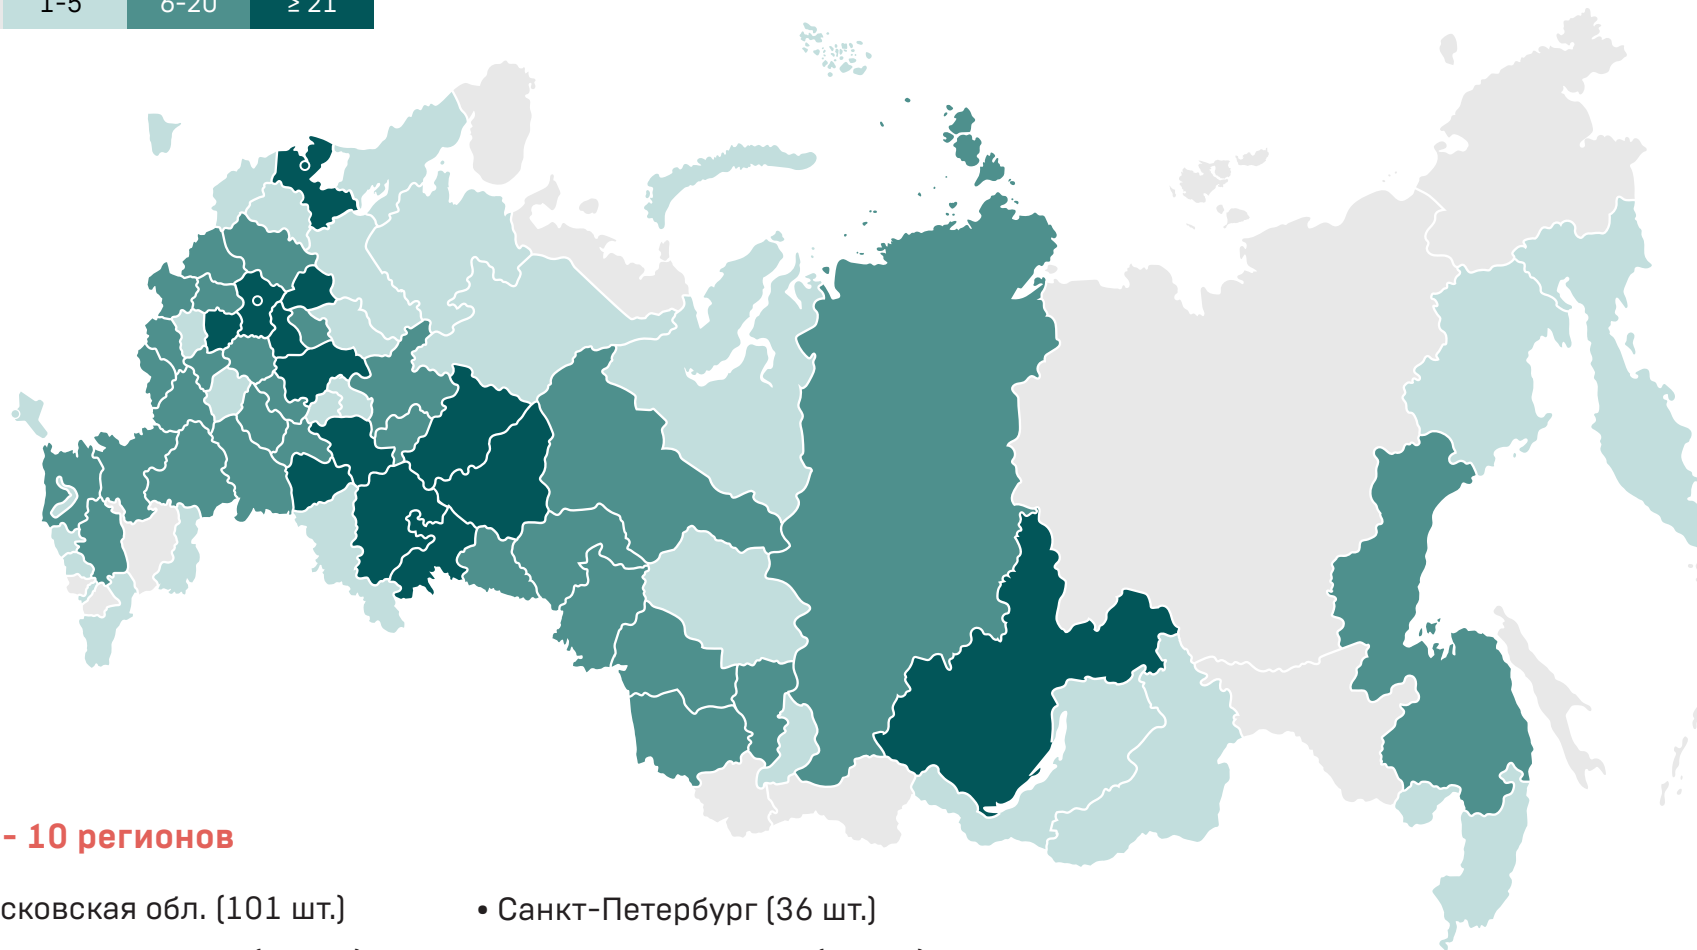 1-5 6-20 ≥ 21
- 10 регионов
сковская обл. (101 шт.)
• Санкт-Петербург (36 шт.)